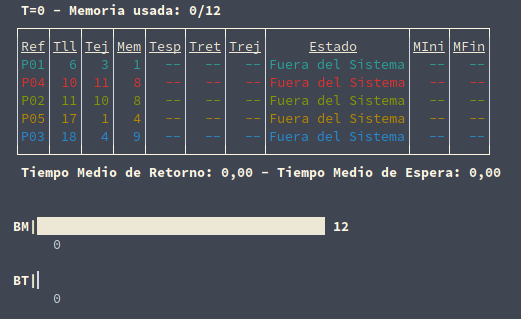 T=0 - Memoria usada: 0/12
Ref Tll Tej Mem Tesp Tret Trej Estado MIni MFin
P01 6 3 1 -- -- -- Fuera del Sistema -- --
P04 10 11 8 -- -- -- Fuera del Sistema -- --
P02 11 10 8 -- -- -- Fuera del Sistema -- --
P05 17 1 4 -- -- -- Fuera del Sistema -- --
P03 18 4 9 -- -- -- Fuera del Sistema -- --
Tiempo Medio de Retorno: 0,00 - Tiempo Medio de Espera: 0,00
BM| 12
0
BT|
0